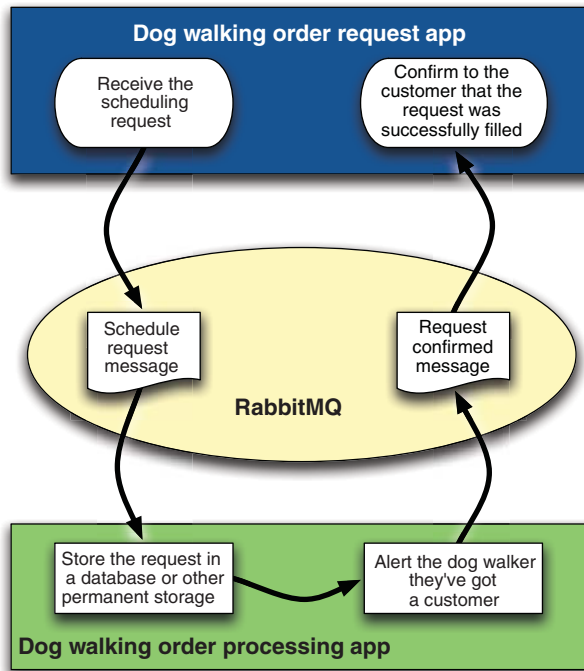 Dog walking order request app
Receive the
scheduling
request
Confirm to the
customer that the
request was
successfully filled
Schedule
request
message
Request
confirmed
message
RabbitMQ
Store the request in
a database or other
permanent storage
Alert the dog walker
they've got
a customer
Dog walking order processing app